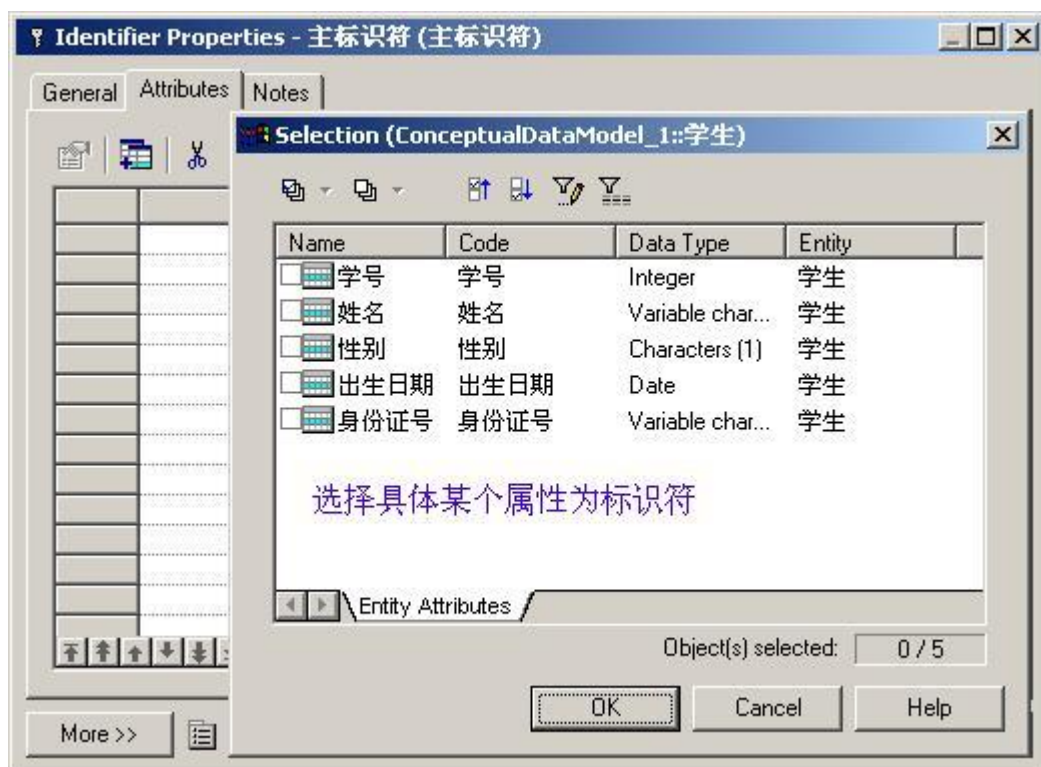 Identifier Properties - 主标识符 (主标识符)
General Attributes Notes
Selection (ConceptualDataModel_1::学生)
Name Code Data Type Entity
学号 学号 Integer 学生
姓名 姓名 Variable char... 学生
性别 性别 Characters (1) 学生
出生日期 出生日期 Date 学生
身份证号 身份证号 Variable char... 学生
选择具体某个属性为标识符
Entity Attributes
Object(s) selected: 0 / 5
OK Cancel Help
More >>